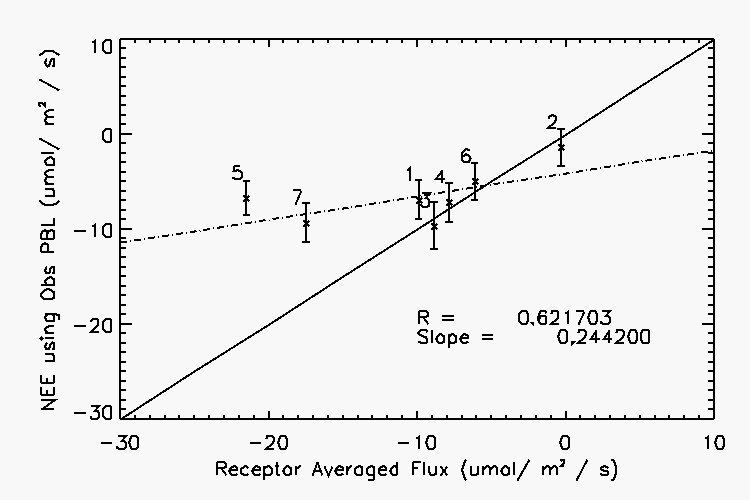 10
0
-10
-20
-30
NEE using Obs PBL (umol/ m² / s)
5
7
1
3
4
6
2
R = 0.621703
Slope = 0.244200
-30 -20 -10 0 10
Receptor Averaged Flux (umol/ m² / s)